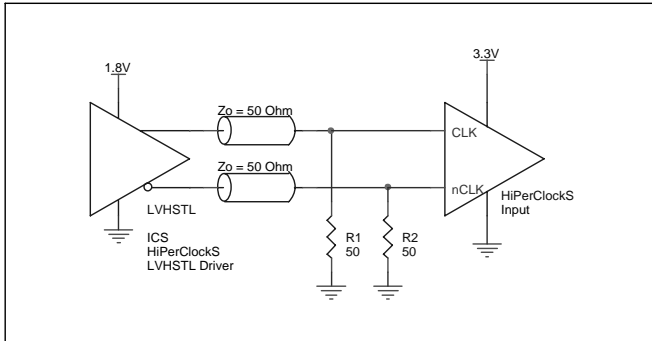 1.8V
3.3V
Zo = 50 Ohm
CLK
Zo = 50 Ohm
nCLK
HiPerClockS
Input
LVHSTL
ICS
HiPerClockS
LVHSTL Driver
R1
50
R2
50